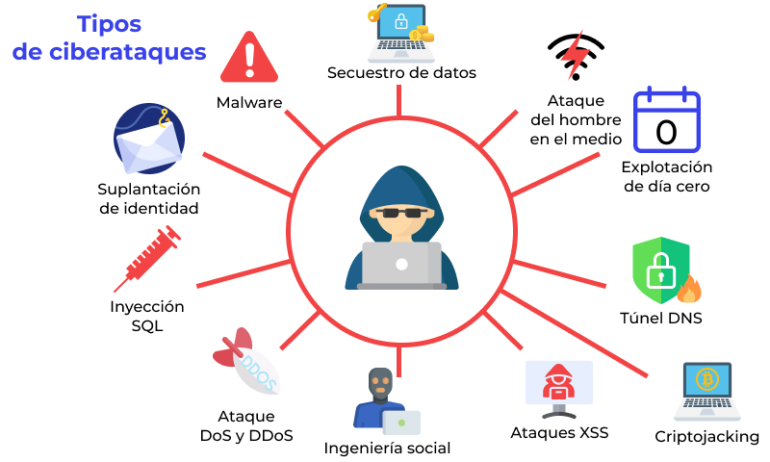 Tipos
de ciberataques
Secuestro de datos
Malware
Ataque
del hombre
en el medio
0
Explotación
de día cero
Suplantación
de identidad
Inyección
SQL
Túnel DNS
DDOS
Ataque
DoS y DDoS
Ingeniería social
Ataques XSS
Criptojacking